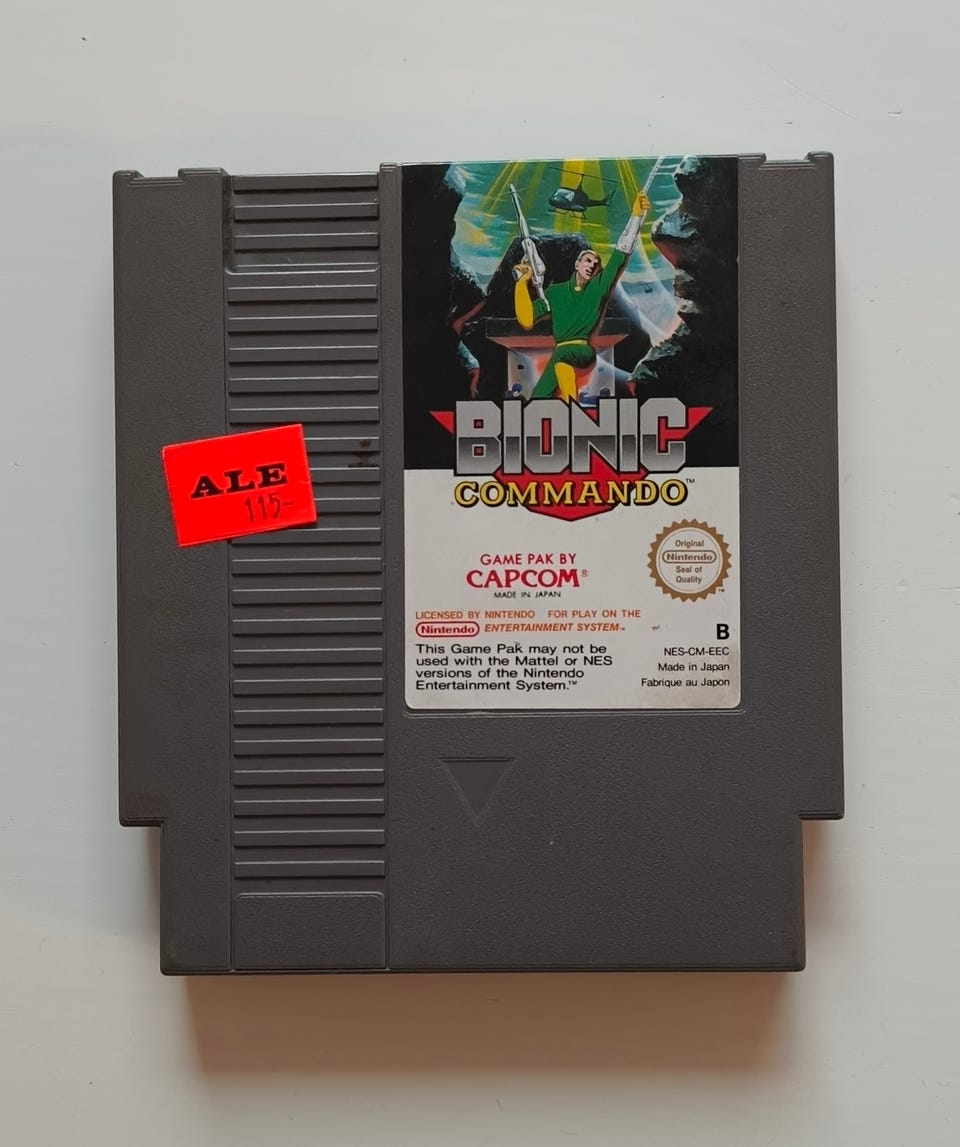 BIONIC
COMMANDO™
ALE
115-
GAME PAK BY
CAPCOM®
MADE IN JAPAN
Original
Nintendo
Seal of
Quality
™
LICENSED BY NINTENDO FOR PLAY ON THE
Nintendo ENTERTAINMENT SYSTEM™
This Game Pak may not be
used with the Mattel or NES
versions of the Nintendo
Entertainment System.™
B
NES-CM-EEC
Made in Japan
Fabriqué au Japon